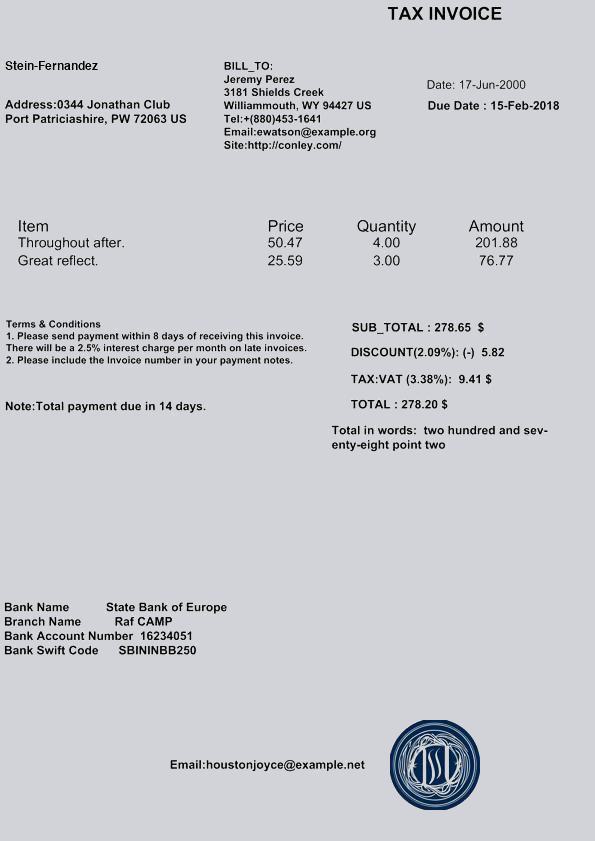 TAX INVOICE
Stein-Fernandez
Address:0344 Jonathan Club
Port Patriciashire, PW 72063 US
BILL_TO:
Jeremy Perez
3181 Shields Creek
Williammouth, WY 94427 US
Tel:+(880)453-1641
Email:ewatson@example.org
Site:http://conley.com/
Date: 17-Jun-2000
Due Date : 15-Feb-2018
Item Price Quantity Amount
Throughout after. 50.47 4.00 201.88
Great reflect. 25.59 3.00 76.77
Terms & Conditions
1. Please send payment within 8 days of receiving this invoice.
There will be a 2.5% interest charge per month on late invoices.
2. Please include the Invoice number in your payment notes.
Note:Total payment due in 14 days.
SUB_TOTAL : 278.65 $
DISCOUNT(2.09%): (-) 5.82
TAX:VAT (3.38%): 9.41 $
TOTAL : 278.20 $
Total in words: two hundred and sev-
enty-eight point two
Bank Name State Bank of Europe
Branch Name Raf CAMP
Bank Account Number 16234051
Bank Swift Code SBININBB250
Email:houstonjoyce@example.net